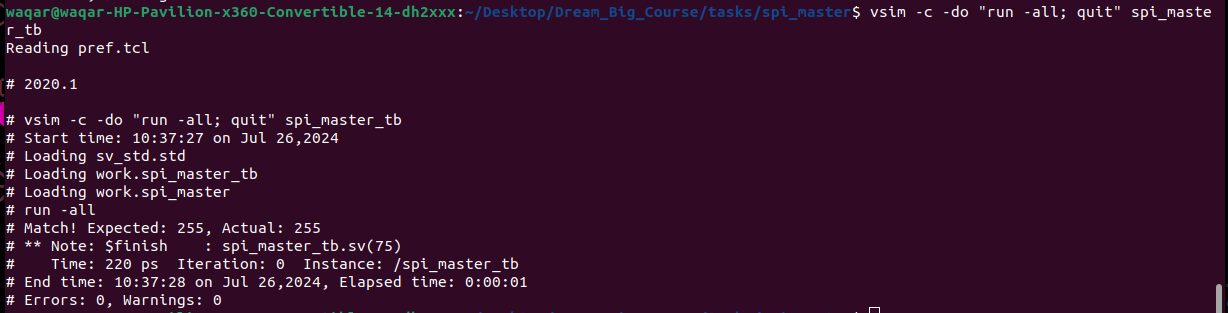 waqar@waqar-HP-Pavilion-x360-Convertible-14-dh2xxx:~/Desktop/Dream_Big_Course/tasks/spi_master$ vsim -c -do "run -all; quit" spi_maste
r_tb
Reading pref.tcl
# 2020.1
# vsim -c -do "run -all; quit" spi_master_tb
# Start time: 10:37:27 on Jul 26,2024
# Loading sv_std.std
# Loading work.spi_master_tb
# Loading work.spi_master
# run -all
# Match! Expected: 255, Actual: 255
# ** Note: $finish    : spi_master_tb.sv(75)
#    Time: 220 ps  Iteration: 0  Instance: /spi_master_tb
# End time: 10:37:28 on Jul 26,2024, Elapsed time: 0:00:01
# Errors: 0, Warnings: 0